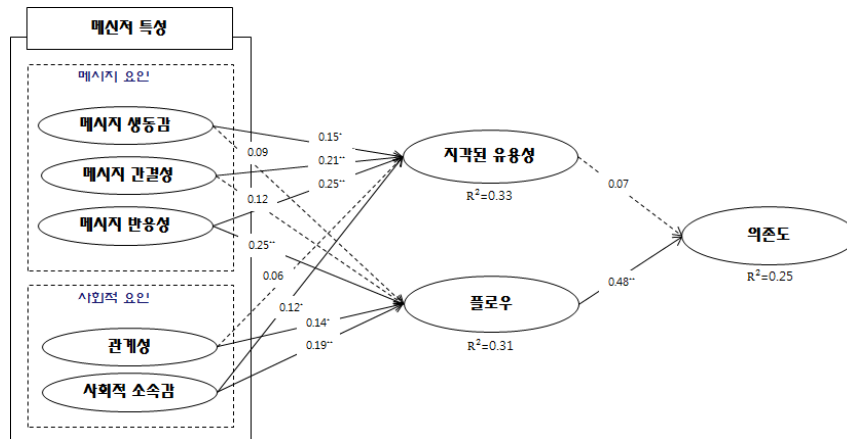 메신저 특성
메시지 요인
메시지 생동감
메시지 간결성
메시지 반응성
사회적 요인
관계성
사회적 소속감
0.15*
0.09
0.21**
0.25**
0.12
0.25**
0.06
0.12*
0.14*
0.19**
지각된 유용성
R²=0.33
플로우
R²=0.31
0.07
0.48**
의존도
R²=0.25